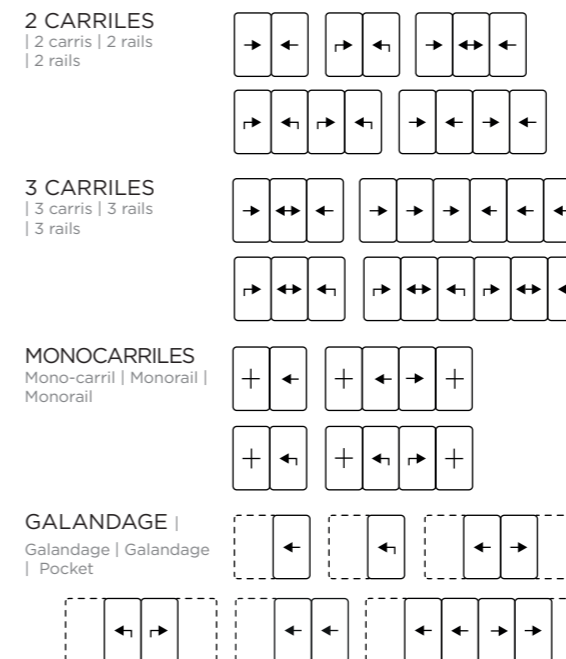 2 CARRILES
| 2 carris | 2 rails
| 2 rails
3 CARRILES
| 3 carris | 3 rails
| 3 rails
MONOCARRILES
Mono-carril | Monorail |
Monorail
GALANDAGE |
Galandage | Galandage
| Pocket